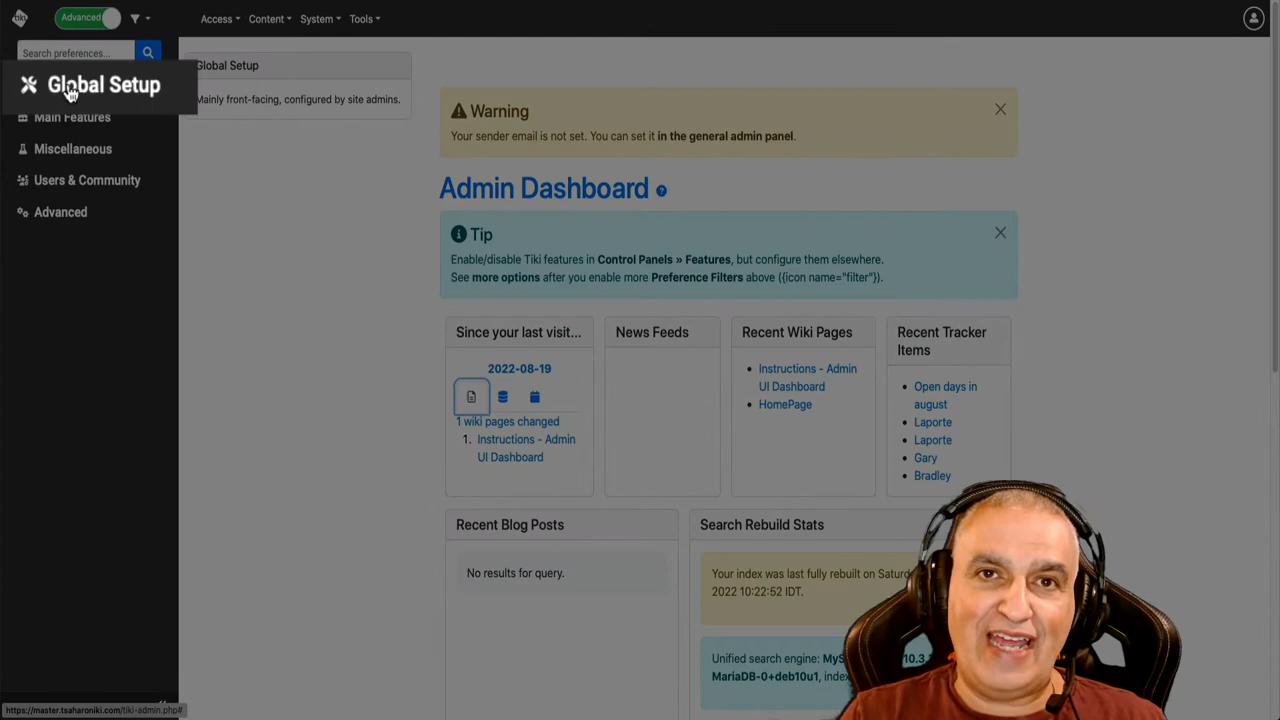 tiki
Advanced
Access
Content
System
Tools
Search preferences...
Global Setup
Main Features
Miscellaneous
Users & Community
Advanced
Global Setup
Mainly front-facing, configured by site admins.
Warning
Your sender email is not set. You can set it in the general admin panel.
Admin Dashboard
Tip
Enable/disable Tiki features in Control Panels » Features, but configure them elsewhere.
See more options after you enable more Preference Filters above ({icon name="filter"}).
Since your last visit...
2022-08-19
1 wiki pages changed
1. Instructions - Admin
UI Dashboard
News Feeds
Recent Wiki Pages
Instructions - Admin
UI Dashboard
HomePage
Recent Tracker
Items
Open days in
august
Laporte
Laporte
Gary
Bradley
Recent Blog Posts
No results for query.
Search Rebuild Stats
Your index was last fully rebuilt on
2022 10:22:52 IDT.
Unified search engine:
MariaDB-0+deb10u1,
https://master.tsaharoniki.com/tiki-admin.php#